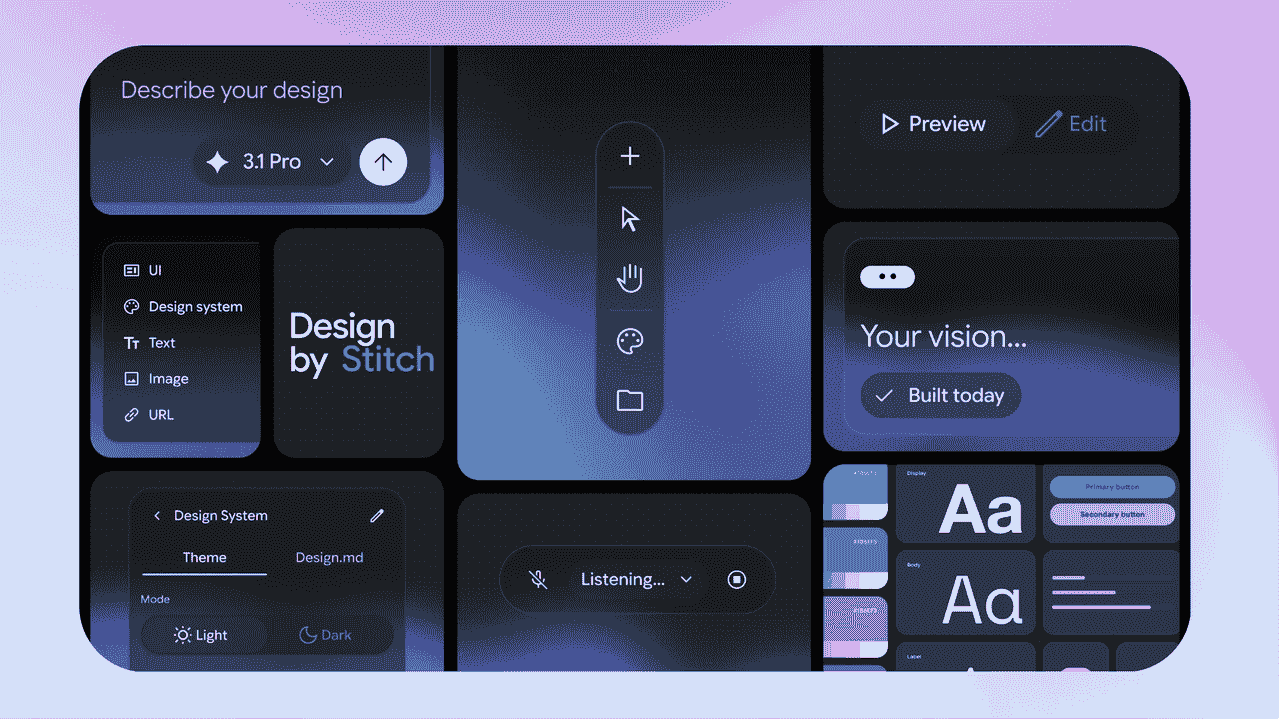 Describe your design
3.1 Pro
UI
Design system
Text
Image
URL
Design
by Stitch
Design System
Theme
Design.md
Mode
Light
Dark
Listening...
Preview
Edit
Your vision...
Built today
Display
Aa
Primary button
Secondary button
Body
Aa
Label